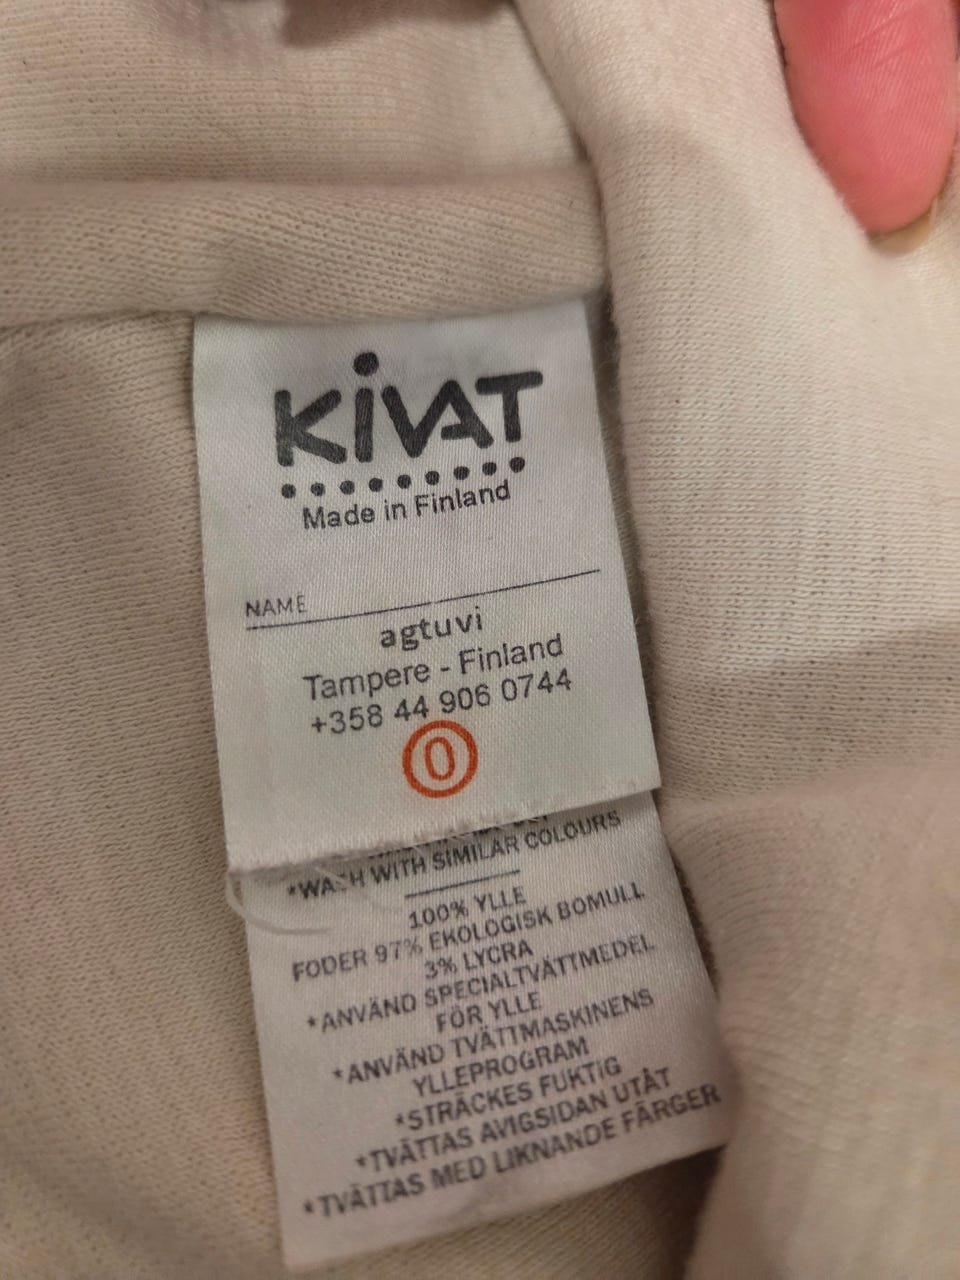 KIVAT
Made in Finland
NAME
agtuvi
Tampere - Finland
+358 44 906 0744
0
*WASH WITH SIMILAR COLOURS
100% YLLE
FODER 97% EKOLOGISK BOMULL
3% LYCRA
*ANVÄND SPECIALTVÄTTMEDEL
FÖR YLLE
*ANVÄND TVÄTTMASKINENS
YLLEPROGRAM
*STRÄCKES FUKTIG
*TVÄTTAS AVIGSIDAN UTÅT
*TVÄTTAS MED LIKNANDE FÄRGER